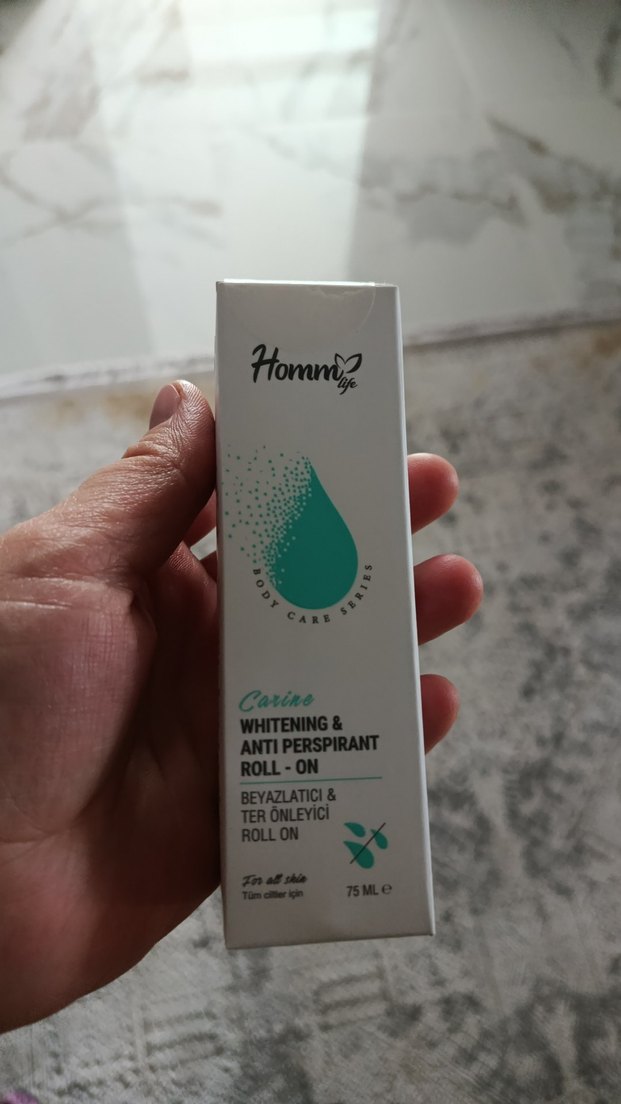 Homm
life
BODY CARE SERIES
Carine
WHITENING &
ANTI PERSPIRANT
ROLL - ON
BEYAZLATICI &
TER ÖNLEYİCİ
ROLL ON
For all skin
Tüm ciltler için
75 ML ℮